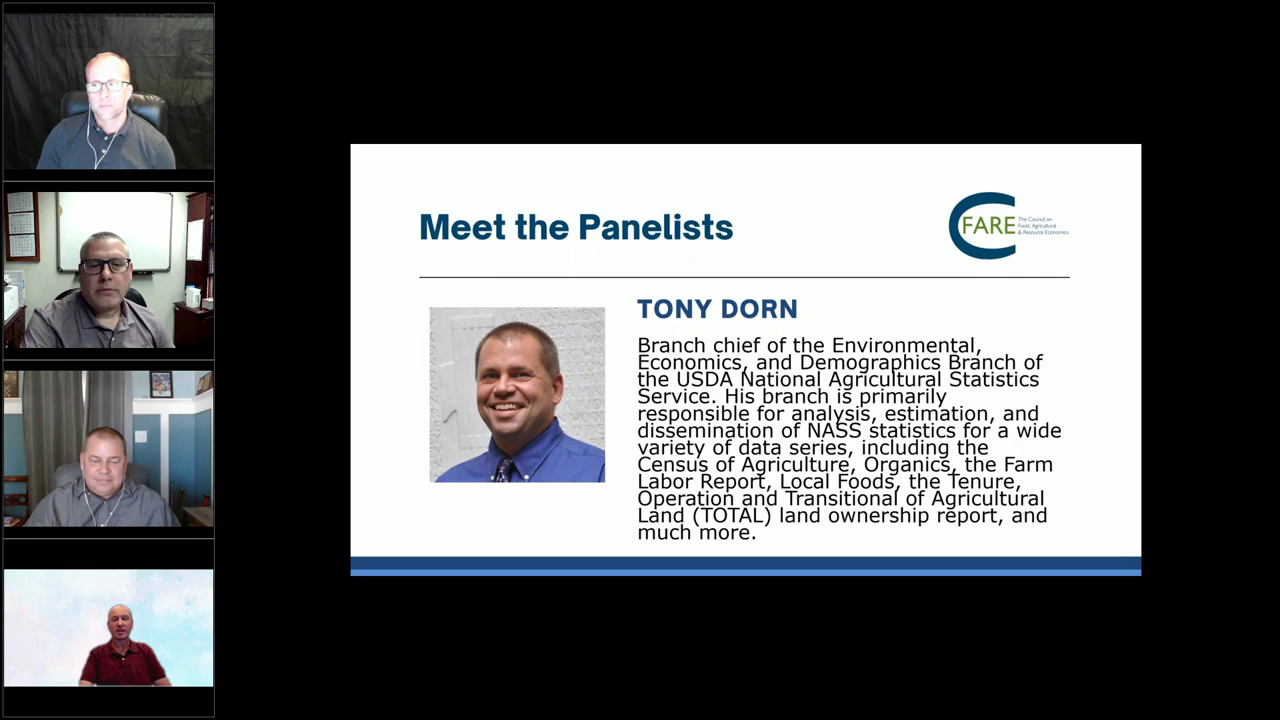 Meet the Panelists
C
FARE
The Council on
Food, Agricultural
& Resource Economics
TONY DORN
Branch chief of the Environmental,
Economics, and Demographics Branch of
the USDA National Agricultural Statistics
Service. His branch is primarily
responsible for analysis, estimation, and
dissemination of NASS statistics for a wide
variety of data series, including the
Census of Agriculture, Organics, the Farm
Labor Report, Local Foods, the Tenure,
Operation and Transitional of Agricultural
Land (TOTAL) land ownership report, and
much more.